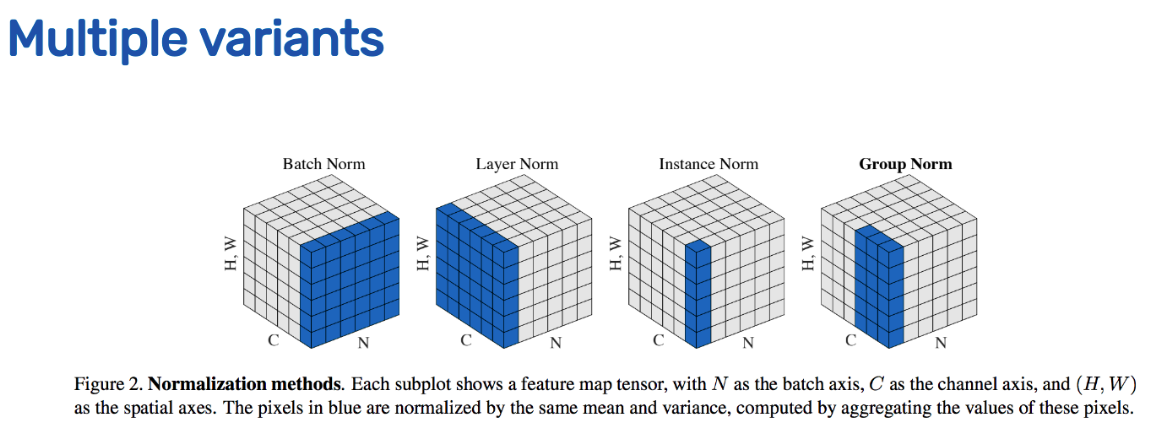 Multiple variants
Batch Norm
Layer Norm
Instance Norm
Group Norm
H, W
C
N
H, W
C
N
H, W
C
N
H, W
C
N
Figure 2. Normalization methods. Each subplot shows a feature map tensor, with N as the batch axis, C as the channel axis, and (H, W)
as the spatial axes. The pixels in blue are normalized by the same mean and variance, computed by aggregating the values of these pixels.